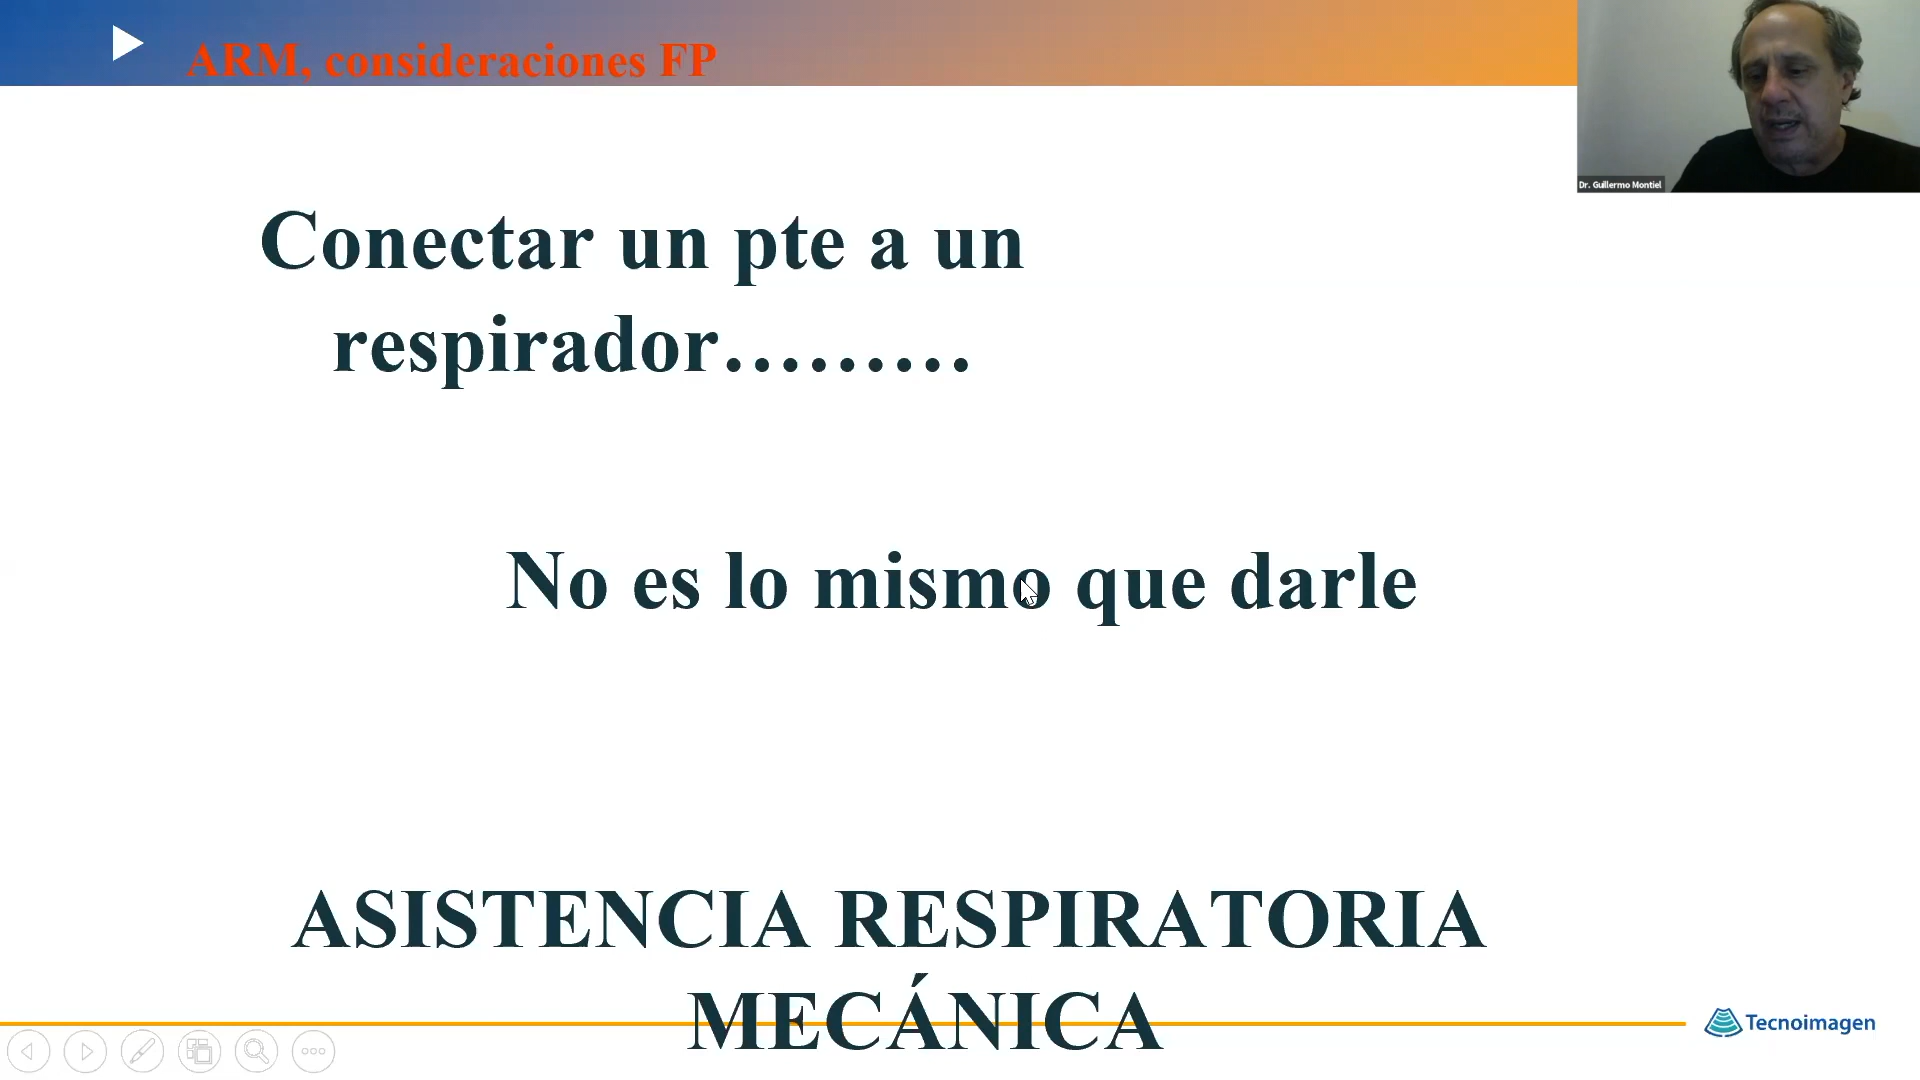 ARM, consideraciones FP
Dr. Guillermo Montiel
Conectar un pte a un
respirador………
No es lo mismo que darle
ASISTENCIA RESPIRATORIA
MECÁNICA
Tecnoimagen